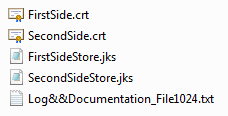 FirstSide.crt
SecondSide.crt
FirstSideStore.jks
SecondSideStore.jks
Log&&Documentation_File1024.txt